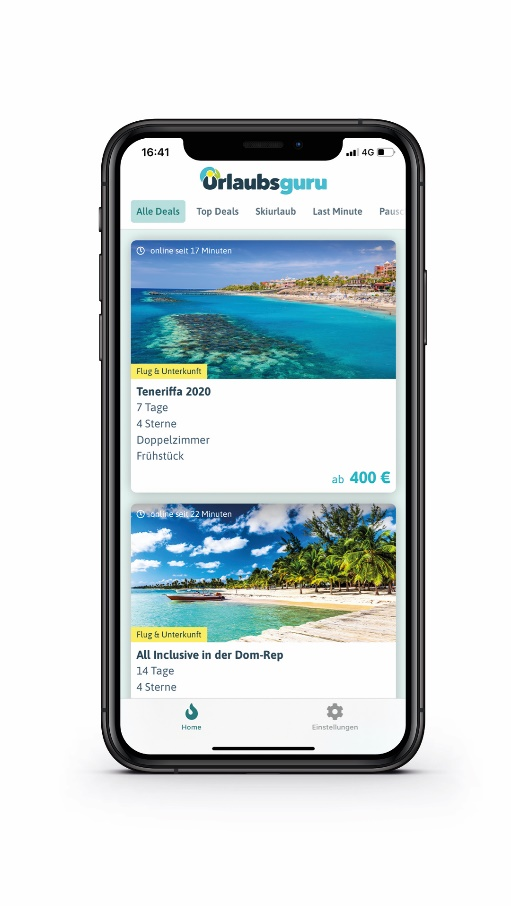 16:41
4G
Urlaubsguru
Alle Deals
Top Deals
Skiurlaub
Last Minute
Pausc
online seit 17 Minuten
Flug & Unterkunft
Teneriffa 2020
7 Tage
4 Sterne
Doppelzimmer
Frühstück
ab 400 €
online seit 22 Minuten
Flug & Unterkunft
All Inclusive in der Dom-Rep
14 Tage
4 Sterne
Home
Einstellungen